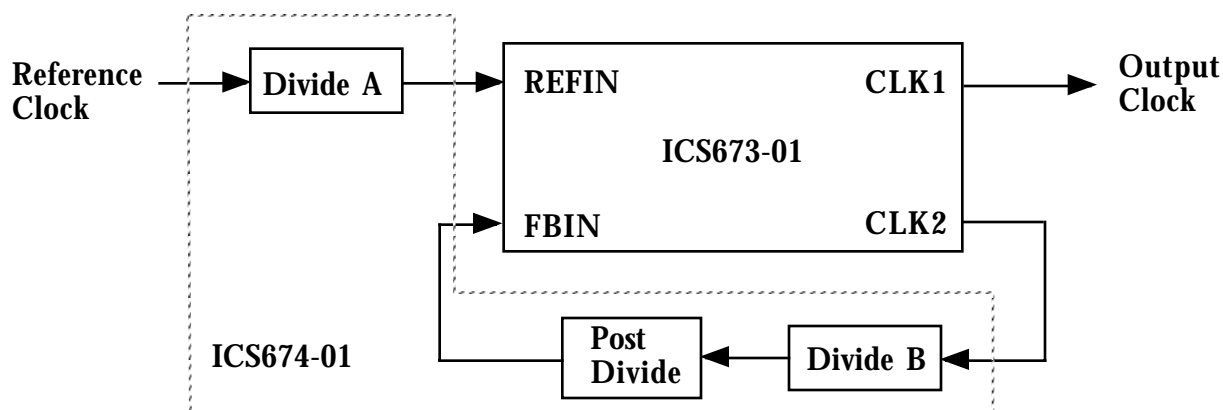 Reference
Clock
Divide A
REFIN
CLK1
Output
Clock
ICS673-01
FBIN
CLK2
ICS674-01
Post
Divide
Divide B